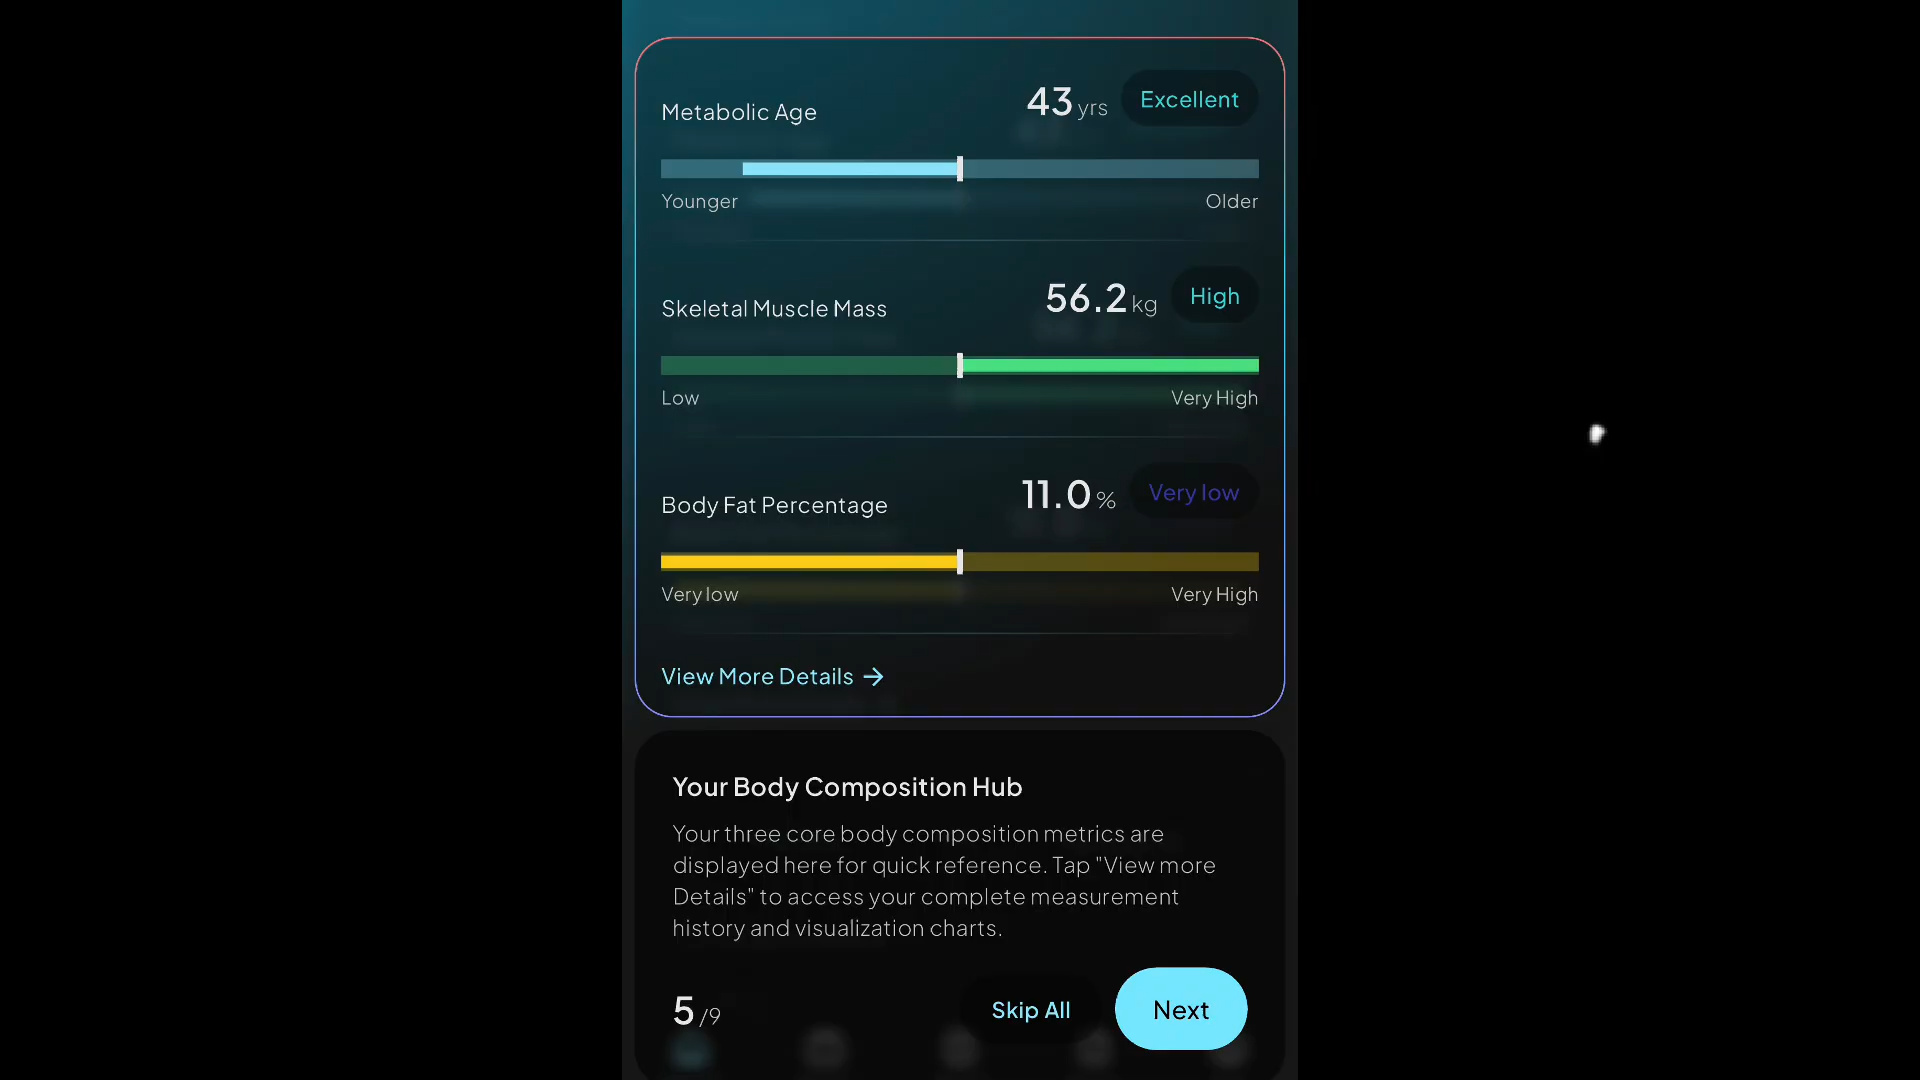 Metabolic Age 43 yrs Excellent
Younger Older
Skeletal Muscle Mass 56.2 kg High
Low Very High
Body Fat Percentage 11.0 % Very low
Very low Very High
View More Details →
Your Body Composition Hub
Your three core body composition metrics are
displayed here for quick reference. Tap "View more
Details" to access your complete measurement
history and visualization charts.
5 /9 Skip All Next